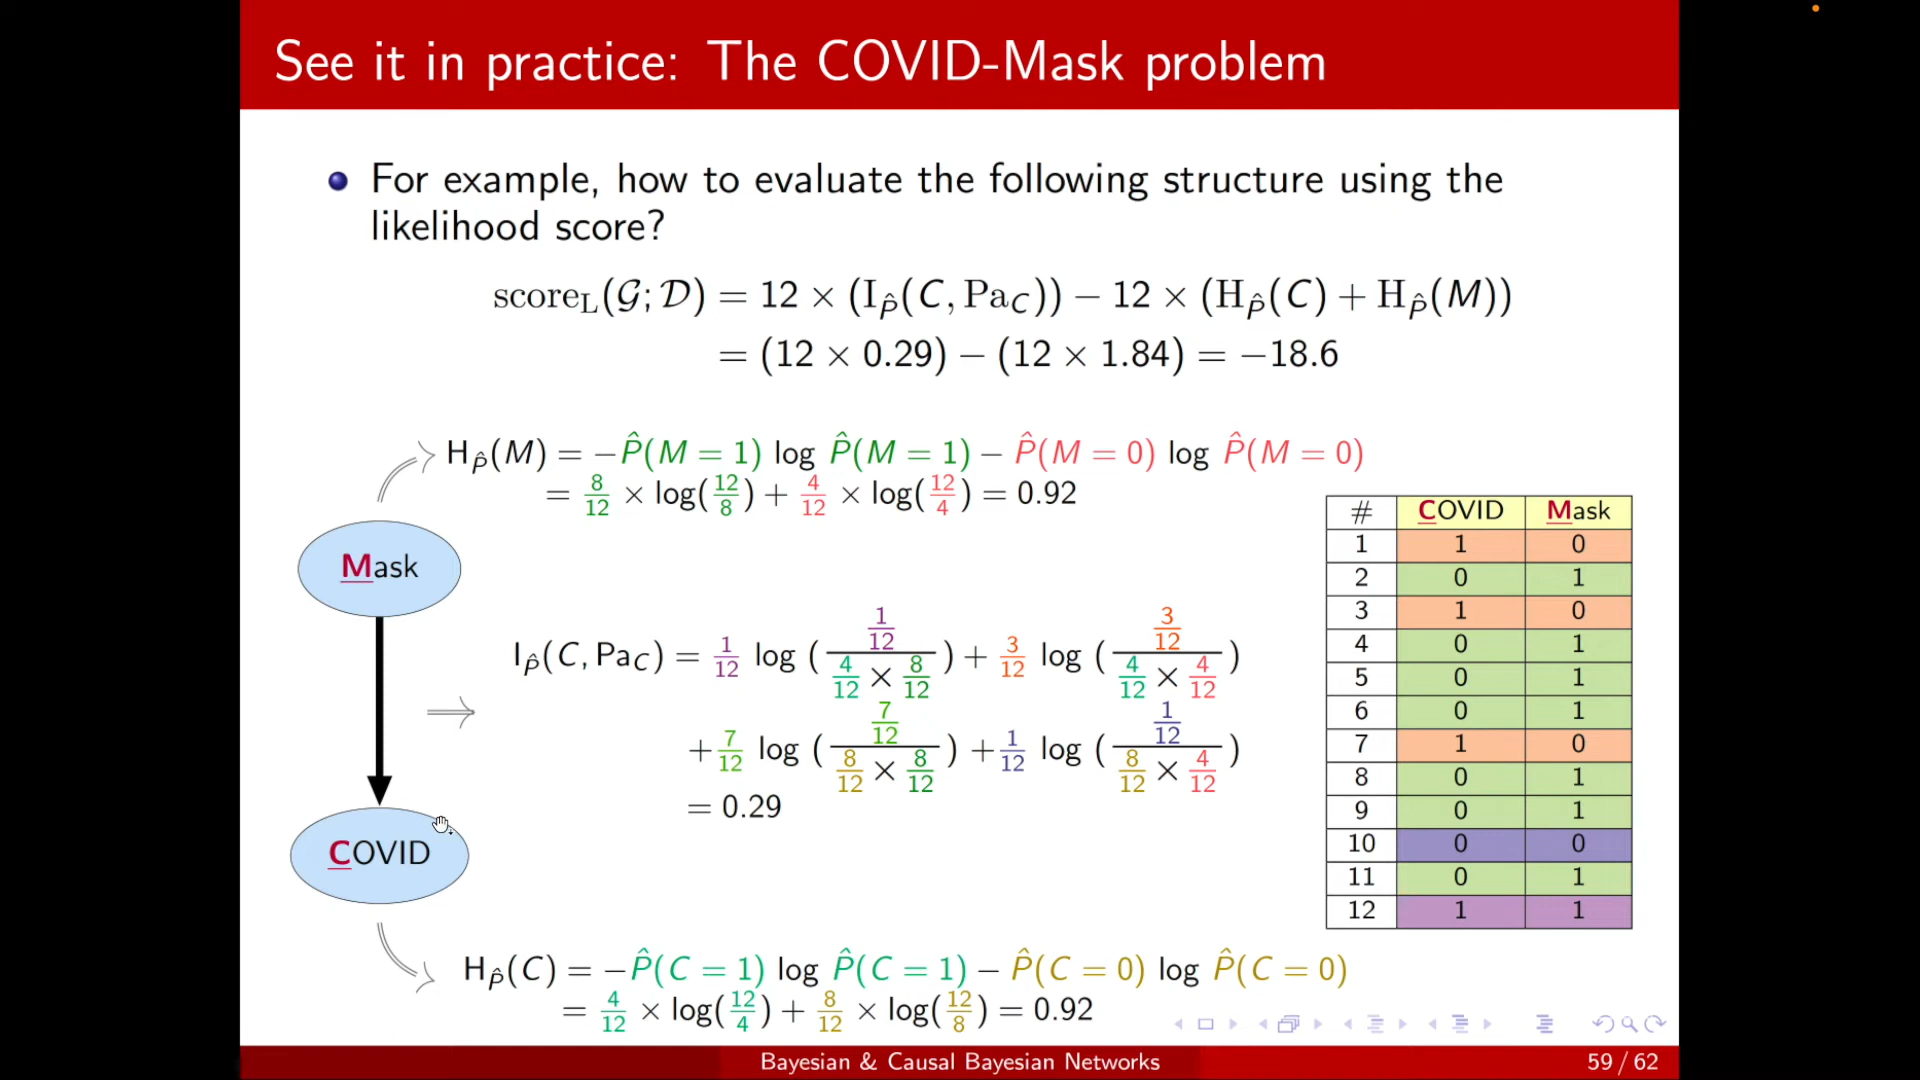 See it in practice: The COVID-Mask problem
For example, how to evaluate the following structure using the
likelihood score?
score_L(𝒢; 𝒟) = 12 × (I_P̂(C, Pa_C)) − 12 × (H_P̂(C) + H_P̂(M))
= (12 × 0.29) − (12 × 1.84) = −18.6
H_P̂(M) = −P̂(M = 1) log P̂(M = 1) − P̂(M = 0) log P̂(M = 0)
= 8/12 × log(12/8) + 4/12 × log(12/4) = 0.92
Mask
I_P̂(C, Pa_C) = 1/12 log ( (1/12) / (4/12 × 8/12) ) + 3/12 log ( (3/12) / (4/12 × 4/12) )
+ 7/12 log ( (7/12) / (8/12 × 8/12) ) + 1/12 log ( (1/12) / (8/12 × 4/12) )
= 0.29
COVID
H_P̂(C) = −P̂(C = 1) log P̂(C = 1) − P̂(C = 0) log P̂(C = 0)
= 4/12 × log(12/4) + 8/12 × log(12/8) = 0.92
# COVID Mask
1 1 0
2 0 1
3 1 0
4 0 1
5 0 1
6 0 1
7 1 0
8 0 1
9 0 1
10 0 0
11 0 1
12 1 1
Bayesian & Causal Bayesian Networks
59 / 62